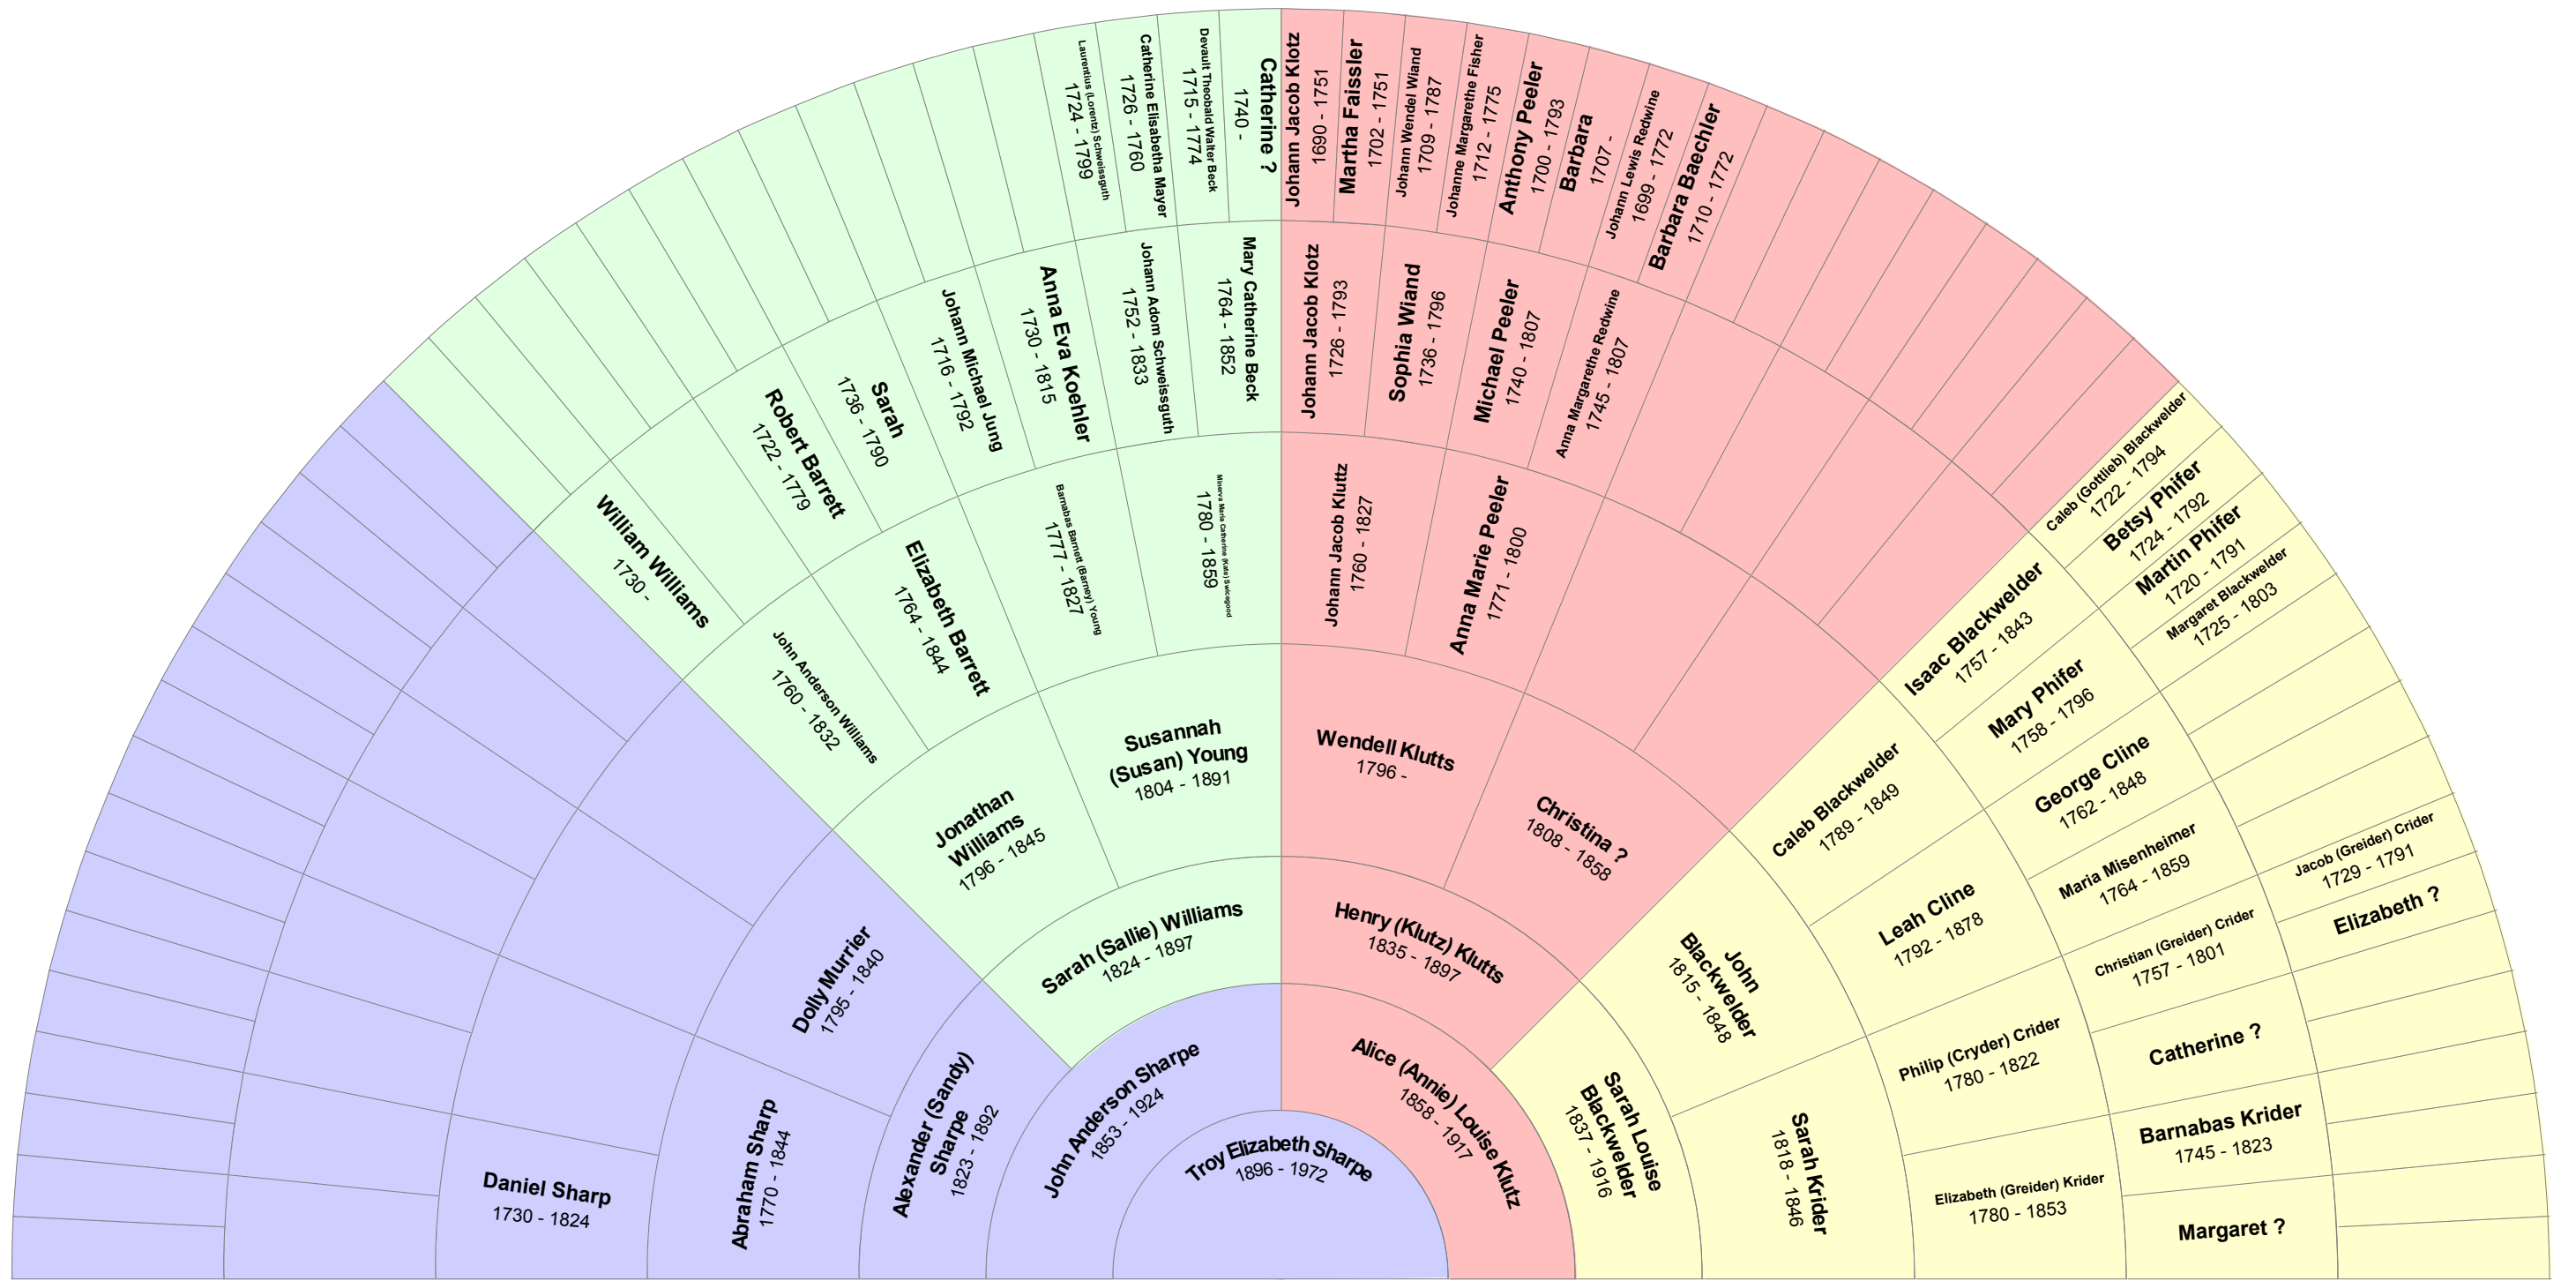 Troy Elizabeth Sharpe
1896 - 1972
John Anderson Sharpe
1853 - 1924
Alice (Annie) Louise Klutz
1858 - 1917
Alexander (Sandy)
Sharpe
1823 - 1892
Sarah (Sallie) Williams
1824 - 1897
Henry (Klutz) Klutts
1835 - 1897
Sarah Louise
Blackwelder
1837 - 1916
Abraham Sharp
1770 - 1844
Dolly Murrier
1795 - 1840
Jonathan
Williams
1796 - 1845
Susannah
(Susan) Young
1804 - 1891
Wendell Klutts
1796 -
Christina ?
1808 - 1858
John
Blackwelder
1815 - 1848
Sarah Krider
1818 - 1846
Daniel Sharp
1730 - 1824
John Anderson Williams
1760 - 1832
Elizabeth Barrett
1764 - 1844
Barnabas Barnett (Barney) Young
1777 - 1827
Minerva Maria Catherine (Kate) Swicegood
1780 - 1859
Johann Jacob Kluttz
1760 - 1827
Anna Marie Peeler
1771 - 1800
Caleb Blackwelder
1789 - 1849
Leah Cline
1792 - 1878
Philip (Cryder) Crider
1780 - 1822
Elizabeth (Greider) Krider
1780 - 1853
William Williams
1730 -
Robert Barrett
1722 - 1779
Sarah
1736 - 1790
Johann Michael Jung
1716 - 1792
Anna Eva Koehler
1730 - 1815
Johann Adom Schweissguth
1752 - 1833
Mary Catherine Beck
1764 - 1852
Johann Jacob Klotz
1726 - 1793
Sophia Wiand
1736 - 1796
Michael Peeler
1740 - 1807
Anna Margarethe Redwine
1745 - 1807
Isaac Blackwelder
1757 - 1843
Mary Phifer
1758 - 1796
George Cline
1762 - 1848
Maria Misenheimer
1764 - 1859
Christian (Greider) Crider
1757 - 1801
Catherine ?
Barnabas Krider
1745 - 1823
Margaret ?
Laurentius (Lorentz) Schweissguth
1724 - 1799
Catherine Elisabetha Mayer
1726 - 1760
Devault Theobald Walter Beck
1715 - 1774
Catherine ?
1740 -
Johann Jacob Klotz
1690 - 1751
Martha Faissler
1702 - 1751
Johann Wendel Wiand
1709 - 1787
Johanne Margarethe Fisher
1712 - 1775
Anthony Peeler
1700 - 1793
Barbara
1707 -
Johann Lewis Redwine
1699 - 1772
Barbara Baechler
1710 - 1772
Caleb (Gottlieb) Blackwelder
1722 - 1794
Betsy Phifer
1724 - 1792
Martin Phifer
1720 - 1791
Margaret Blackwelder
1725 - 1803
Jacob (Greider) Crider
1729 - 1791
Elizabeth ?